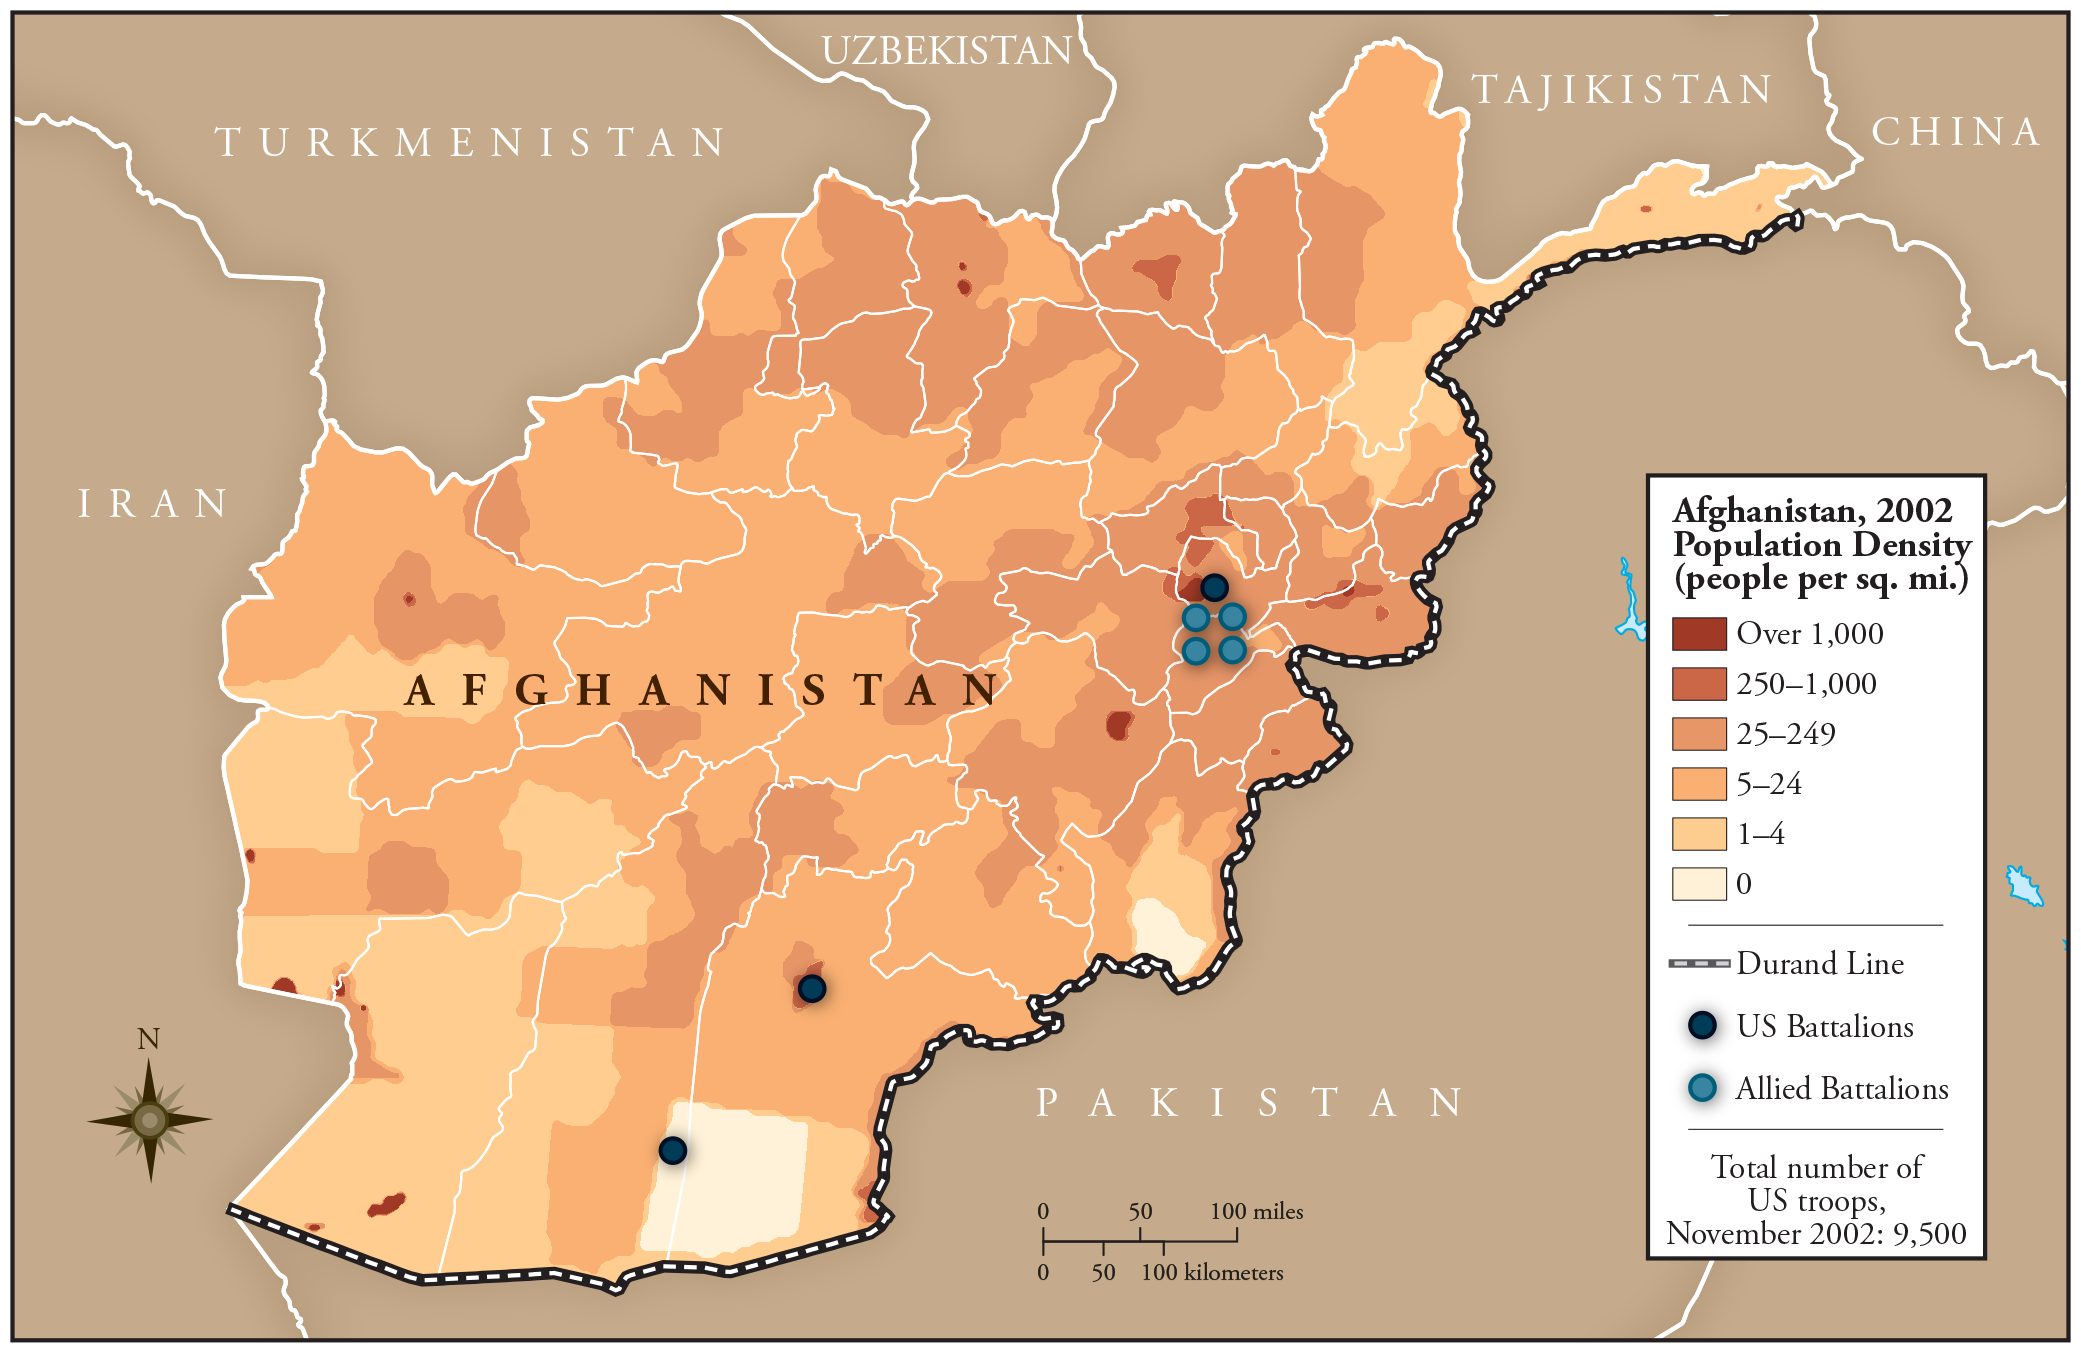 UZBEKISTAN
TAJIKISTAN
TURKMENISTAN
CHINA
IRAN
AFGHANISTAN
PAKISTAN
N
0 50 100 miles
0 50 100 kilometers
Afghanistan, 2002
Population Density
(people per sq. mi.)
Over 1,000
250–1,000
25–249
5–24
1–4
0
Durand Line
US Battalions
Allied Battalions
Total number of
US troops,
November 2002: 9,500